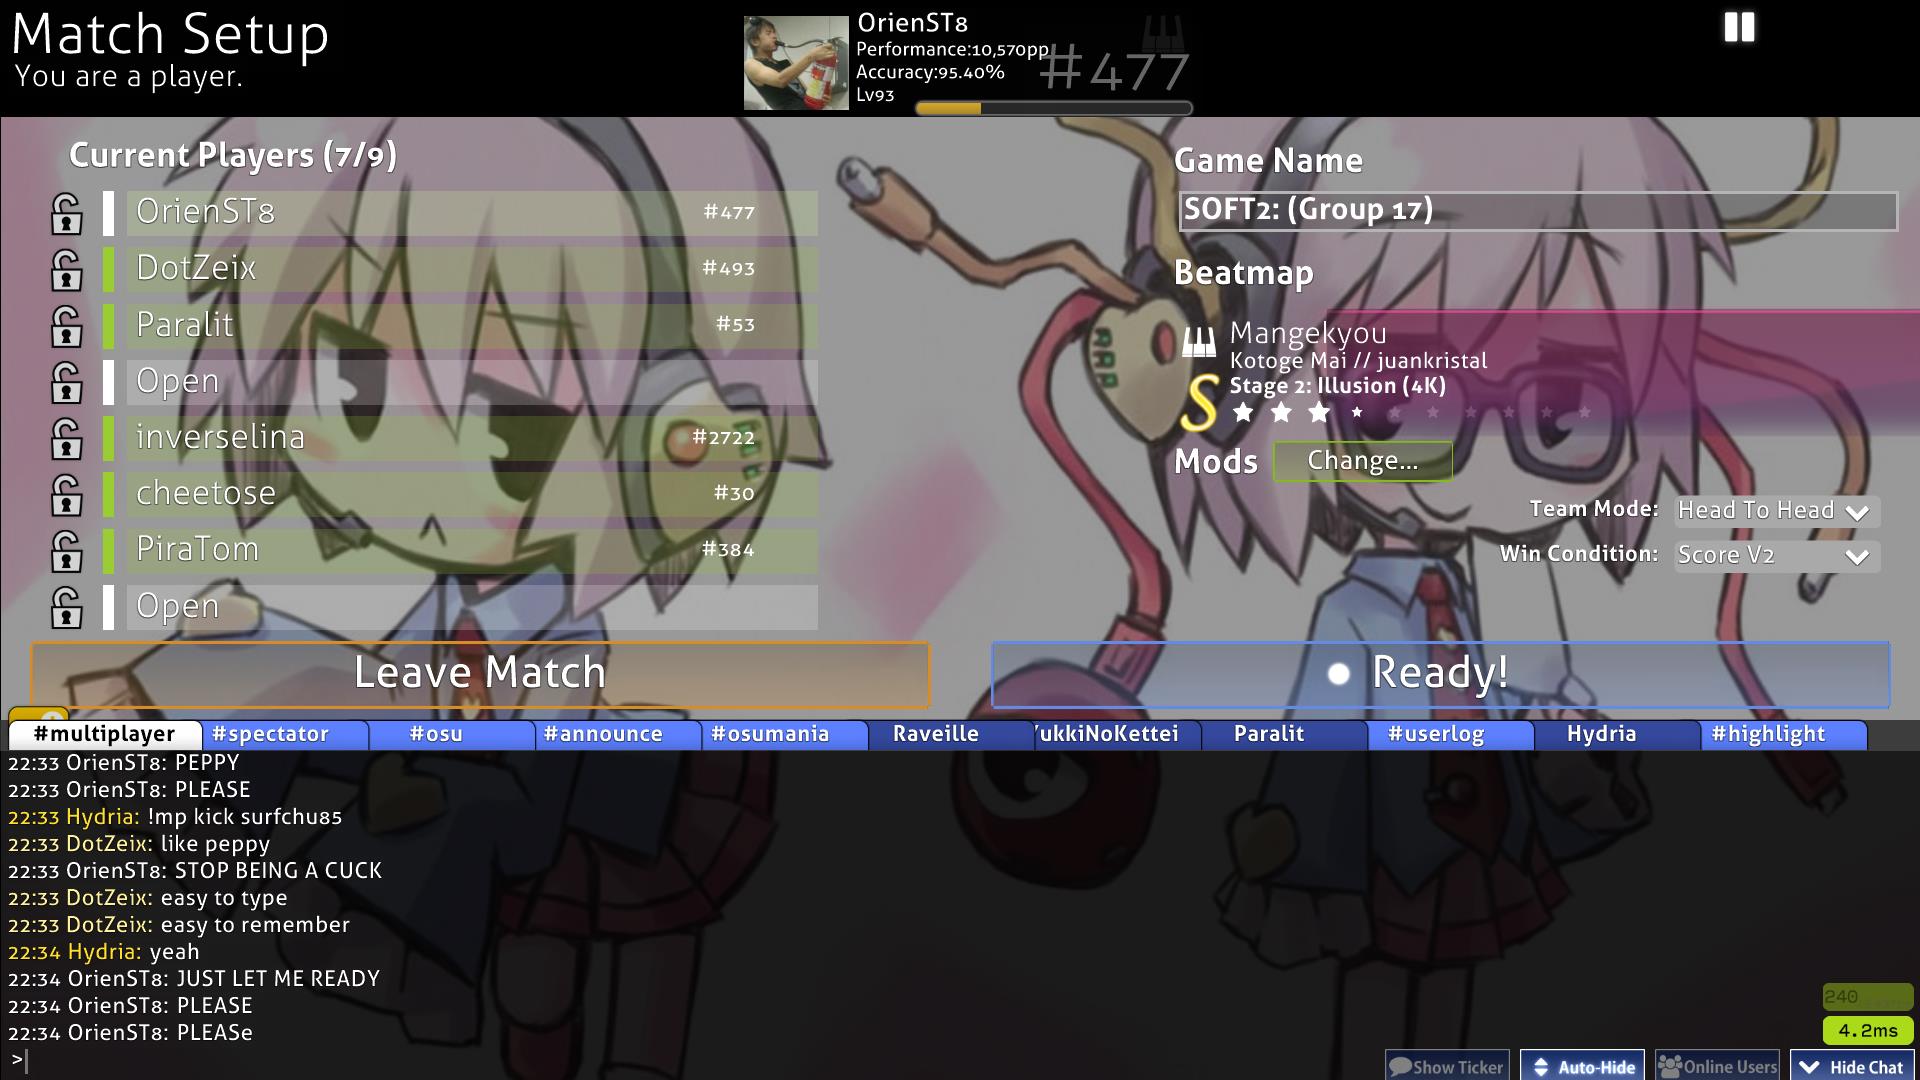 Match Setup
You are a player.
OrienST8
Performance:10,570pp
Accuracy:95.40%
Lv93
#477
Current Players (7/9)
OrienST8 #477
DotZeix #493
Paralit #53
Open
inverselina #2722
cheetose #30
PiraTom #384
Open
Game Name
SOFT2: (Group 17)
Beatmap
Mangekyou
Kotoge Mai // juankristal
Stage 2: Illusion (4K)
S
Mods Change...
Team Mode: Head To Head
Win Condition: Score V2
Leave Match
Ready!
#multiplayer #spectator #osu #announce #osumania Raveille YukkiNoKettei Paralit #userlog Hydria #highlight
22:33 OrienST8: PEPPY
22:33 OrienST8: PLEASE
22:33 Hydria: !mp kick surfchu85
22:33 DotZeix: like peppy
22:33 OrienST8: STOP BEING A CUCK
22:33 DotZeix: easy to type
22:33 DotZeix: easy to remember
22:34 Hydria: yeah
22:34 OrienST8: JUST LET ME READY
22:34 OrienST8: PLEASE
22:34 OrienST8: PLEASe
>
240
4.2ms
Show Ticker Auto-Hide Online Users Hide Chat